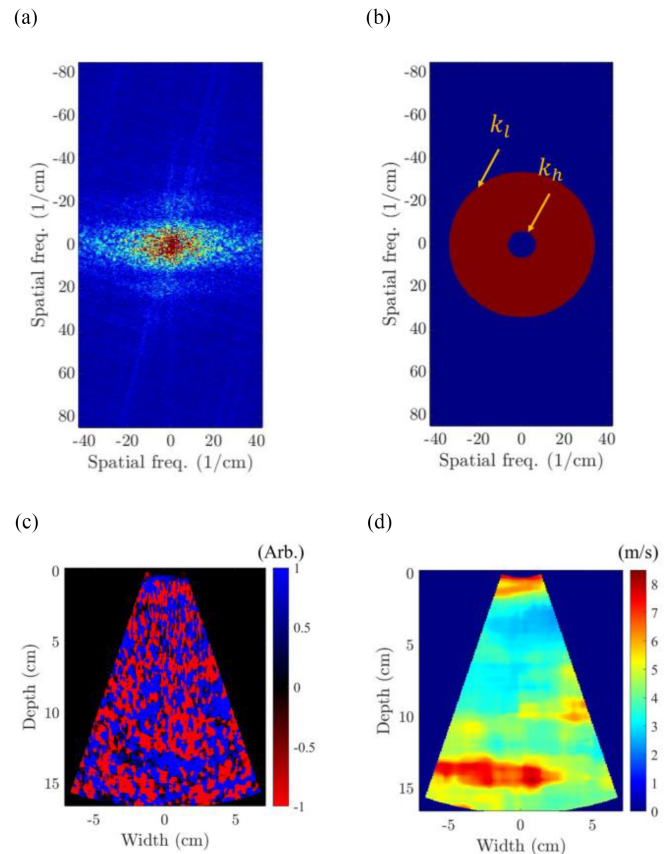 (a)
(b)
-80
-60
-40
-20
0
20
40
60
80
Spatial freq. (1/cm)
-40 -20 0 20 40
Spatial freq. (1/cm)
-80
-60
-40
-20
0
20
40
60
80
Spatial freq. (1/cm)
k_l
k_h
-40 -20 0 20 40
Spatial freq. (1/cm)
(c)
(Arb.)
0
5
10
15
Depth (cm)
-5 0 5
Width (cm)
1
0.5
0
-0.5
-1
(d)
(m/s)
0
5
10
15
Depth (cm)
-5 0 5
Width (cm)
8
7
6
5
4
3
2
1
0